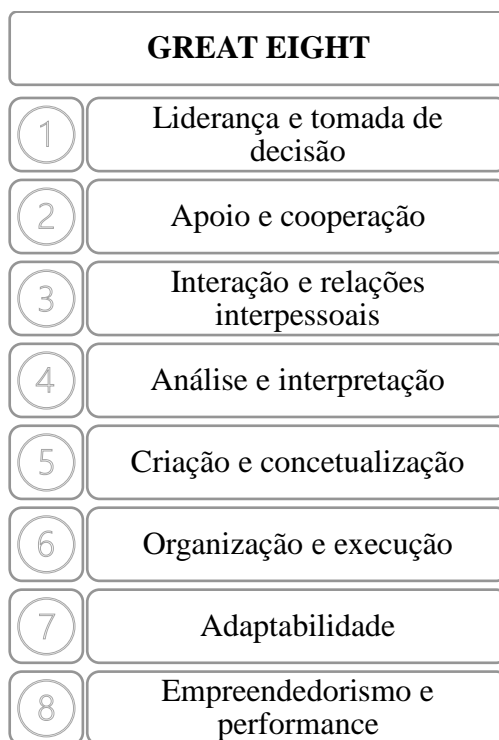 GREAT EIGHT
1
Liderança e tomada de
decisão
2
Apoio e cooperação
3
Interação e relações
interpessoais
4
Análise e interpretação
5
Criação e concetualização
6
Organização e execução
7
Adaptabilidade
8
Empreendedorismo e
performance